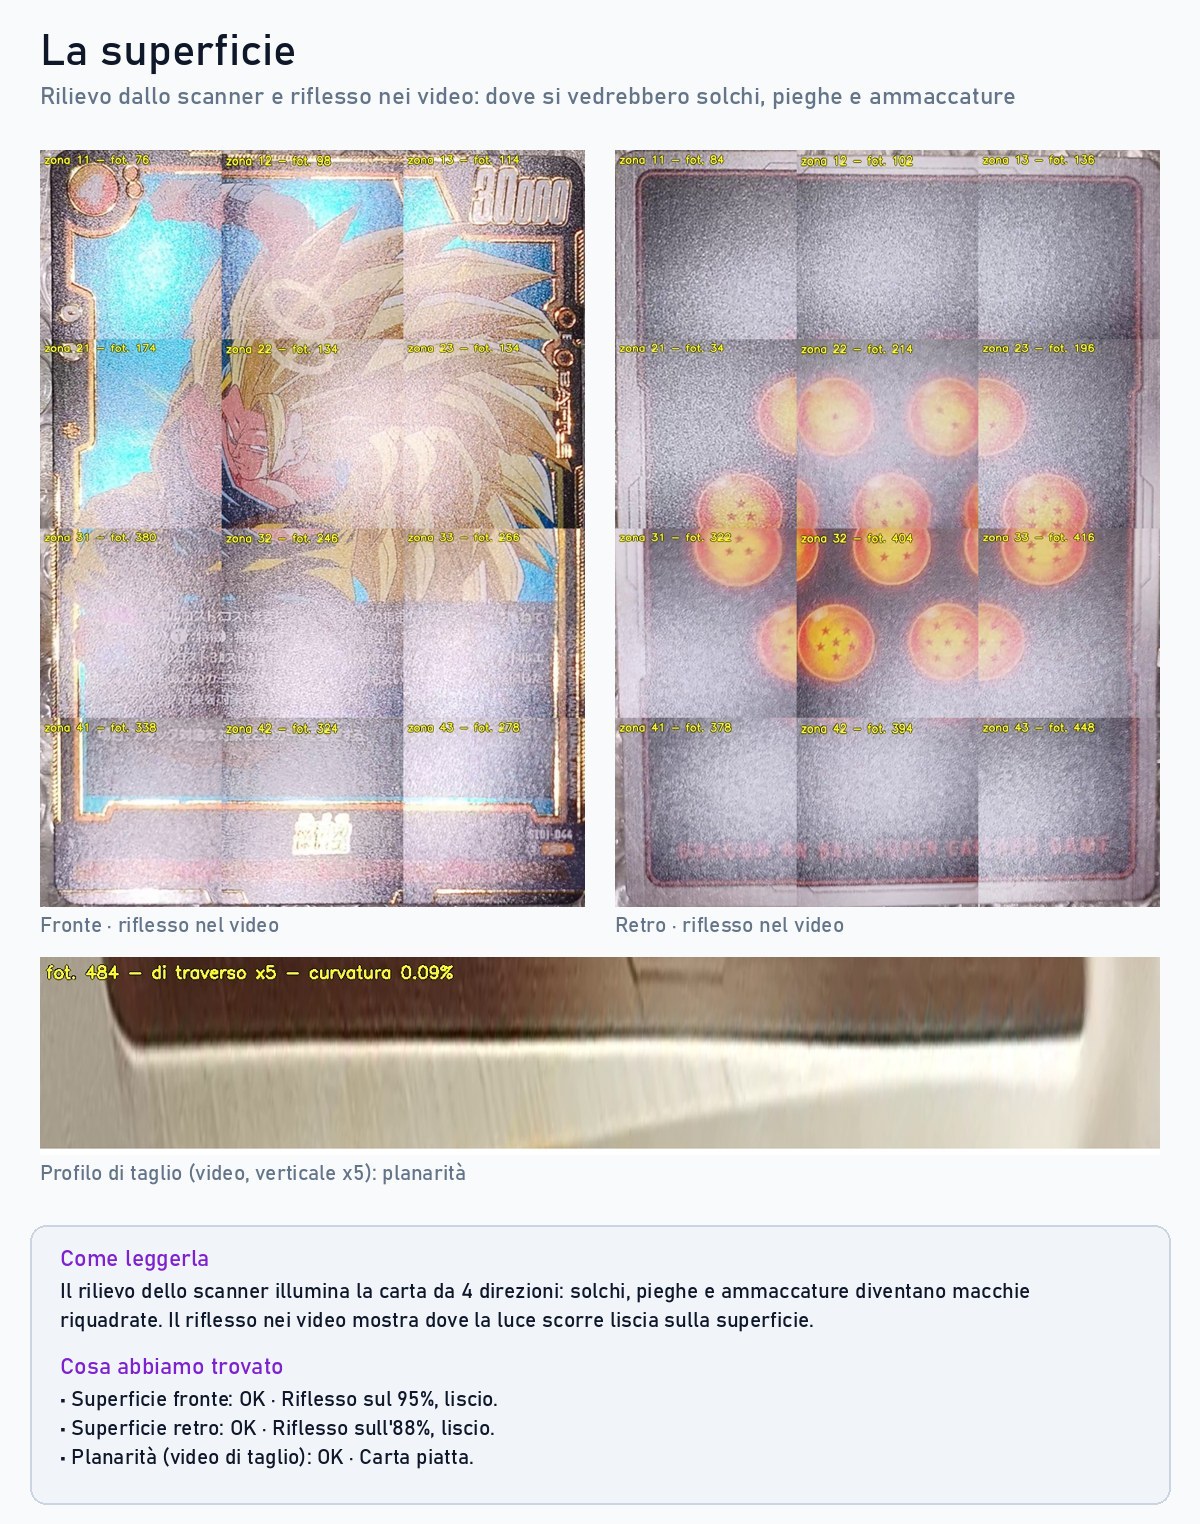 La superficie
Rilievo dallo scanner e riflesso nei video: dove si vedrebbero solchi, pieghe e ammaccature
zona 11 – fot. 76
zona 12 – fot. 98
zona 13 – fot. 114
8
30000
zona 21 – fot. 174
zona 22 – fot. 134
zona 23 – fot. 134
BATTLE
zona 31 – fot. 380
zona 32 – fot. 246
zona 33 – fot. 266
zona 41 – fot. 338
zona 42 – fot. 324
zona 43 – fot. 278
zona 11 – fot. 84
zona 12 – fot. 102
zona 13 – fot. 136
zona 21 – fot. 34
zona 22 – fot. 214
zona 23 – fot. 196
zona 31 – fot. 322
zona 32 – fot. 404
zona 33 – fot. 416
zona 41 – fot. 378
zona 42 – fot. 394
zona 43 – fot. 448
GAME
Fronte · riflesso nel video
Retro · riflesso nel video
fot. 484 – di traverso x5 – curvatura 0.09%
Profilo di taglio (video, verticale x5): planarità
Come leggerla
Il rilievo dello scanner illumina la carta da 4 direzioni: solchi, pieghe e ammaccature diventano macchie
riquadrate. Il riflesso nei video mostra dove la luce scorre liscia sulla superficie.
Cosa abbiamo trovato
• Superficie fronte: OK · Riflesso sul 95%, liscio.
• Superficie retro: OK · Riflesso sull'88%, liscio.
• Planarità (video di taglio): OK · Carta piatta.